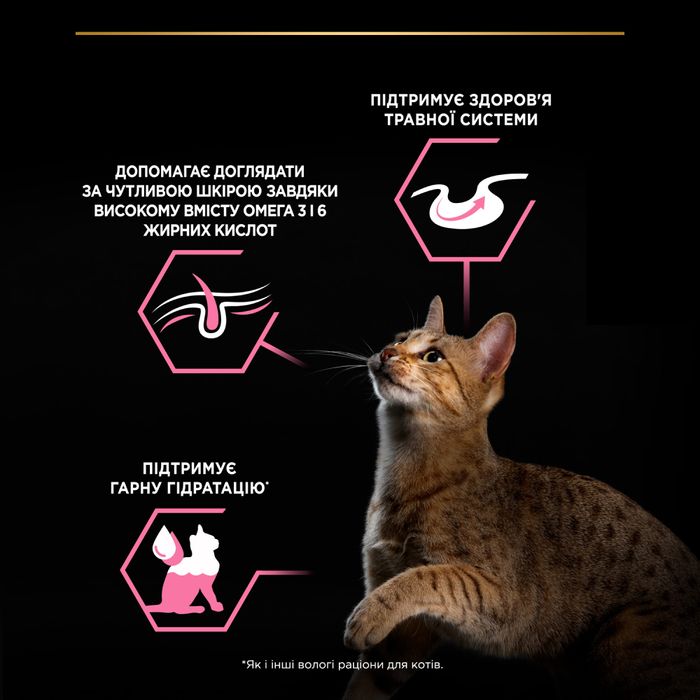 ПІДТРИМУЄ ЗДОРОВ'Я
ТРАВНОЇ СИСТЕМИ
ДОПОМАГАЄ ДОГЛЯДАТИ
ЗА ЧУТЛИВОЮ ШКІРОЮ ЗАВДЯКИ
ВИСОКОМУ ВМІСТУ ОМЕГА 3 І 6
ЖИРНИХ КИСЛОТ
ПІДТРИМУЄ
ГАРНУ ГІДРАТАЦІЮ*
*Як і інші вологі раціони для котів.